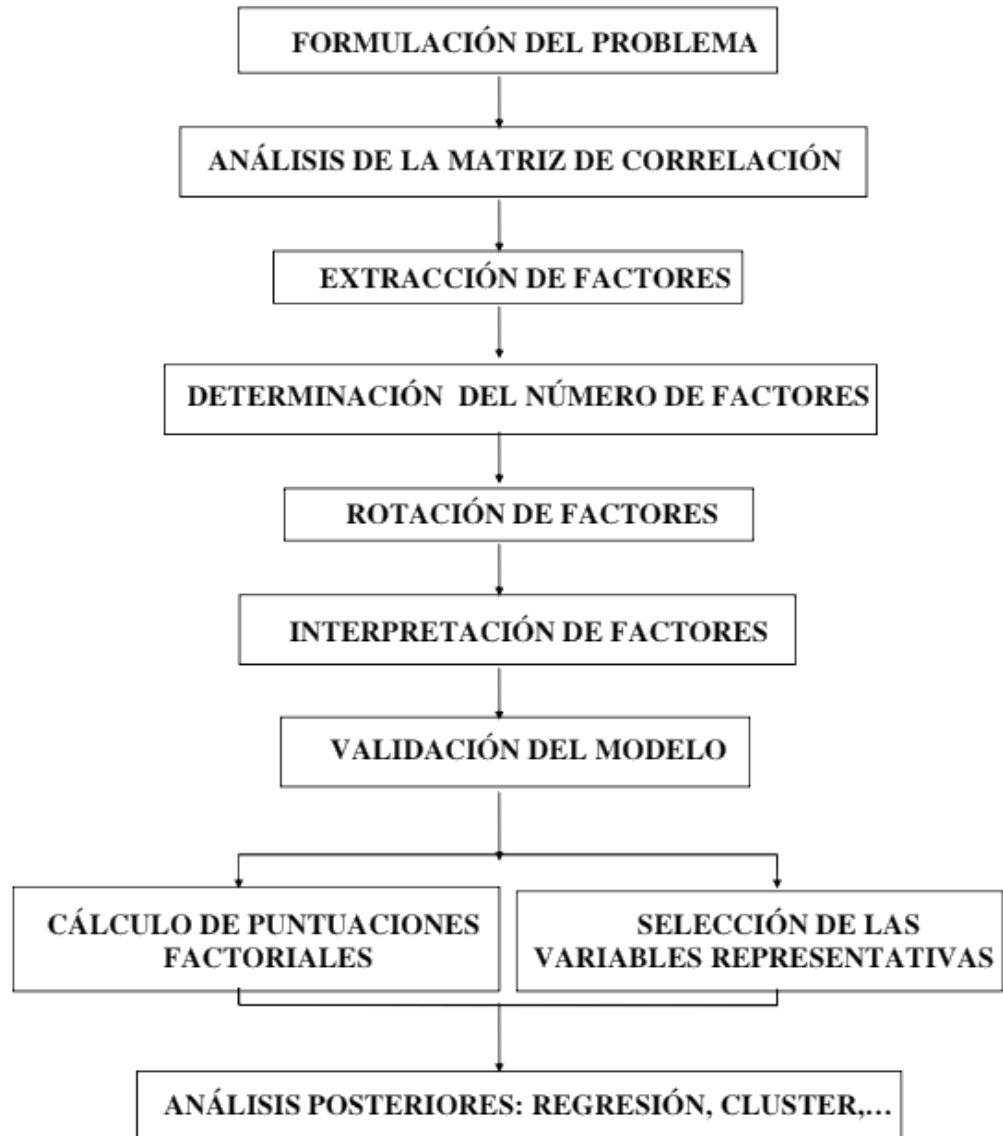 FORMULACIÓN DEL PROBLEMA
ANÁLISIS DE LA MATRIZ DE CORRELACIÓN
EXTRACCIÓN DE FACTORES
DETERMINACIÓN DEL NÚMERO DE FACTORES
ROTACIÓN DE FACTORES
INTERPRETACIÓN DE FACTORES
VALIDACIÓN DEL MODELO
CÁLCULO DE PUNTUACIONES
FACTORIALES
SELECCIÓN DE LAS
VARIABLES REPRESENTATIVAS
ANÁLISIS POSTERIORES: REGRESIÓN, CLUSTER,...